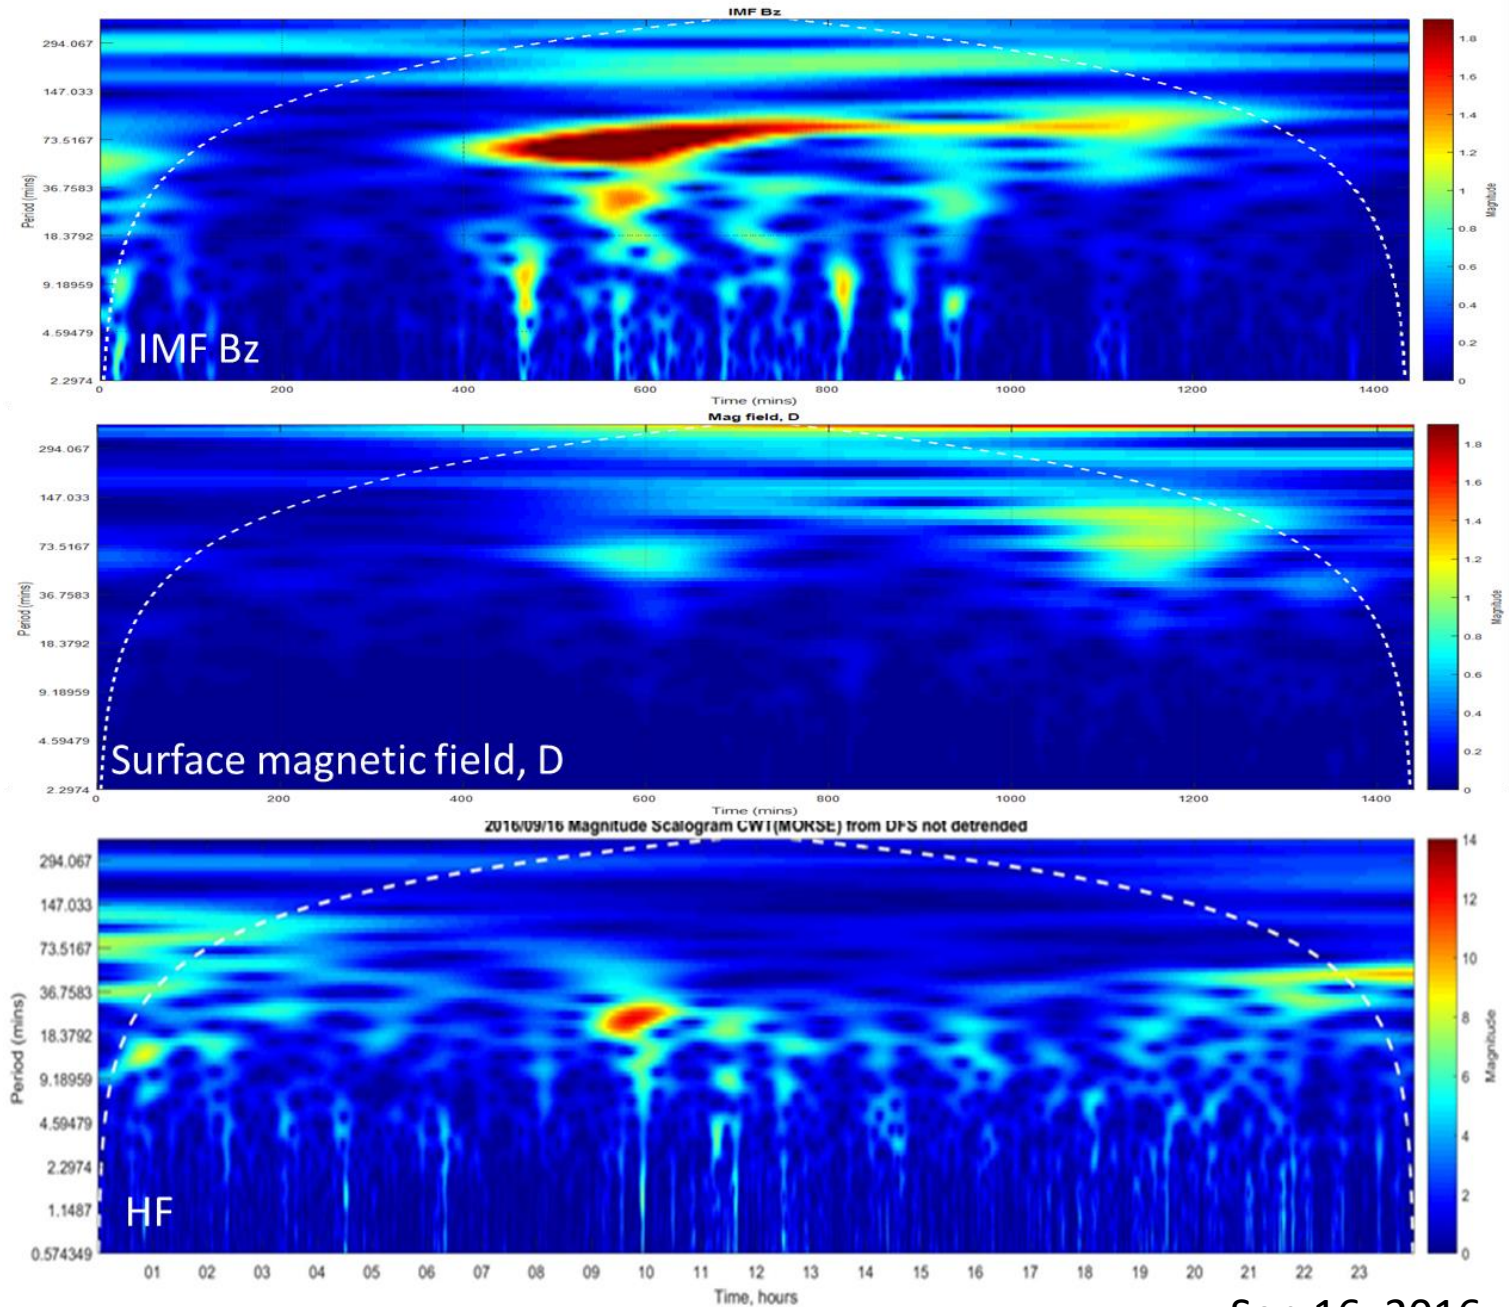 IMF Bz
294.067
147.033
73.5167
36.7583
18.3792
9.18959
4.59479
2.2974
Period (mins)
IMF Bz
0 200 400 600 800 1000 1200 1400
Time (mins)
1.8
1.6
1.4
1.2
1
0.8
0.6
0.4
0.2
0
Magnitude
Mag field, D
294.067
147.033
73.5167
36.7583
18.3792
9.18959
4.59479
2.2974
Period (mins)
Surface magnetic field, D
0 200 400 600 800 1000 1200 1400
Time (mins)
1.8
1.6
1.4
1.2
1
0.8
0.6
0.4
0.2
0
Magnitude
2016/09/16 Magnitude Scalogram CWT(MORSE) from DFS not detrended
294.067
147.033
73.5167
36.7583
18.3792
9.18959
4.59479
2.2974
1.1487
0.574349
Period (mins)
HF
01 02 03 04 05 06 07 08 09 10 11 12 13 14 15 16 17 18 19 20 21 22 23
Time, hours
14
12
10
8
6
4
2
0
Magnitude
Sep 16, 2016